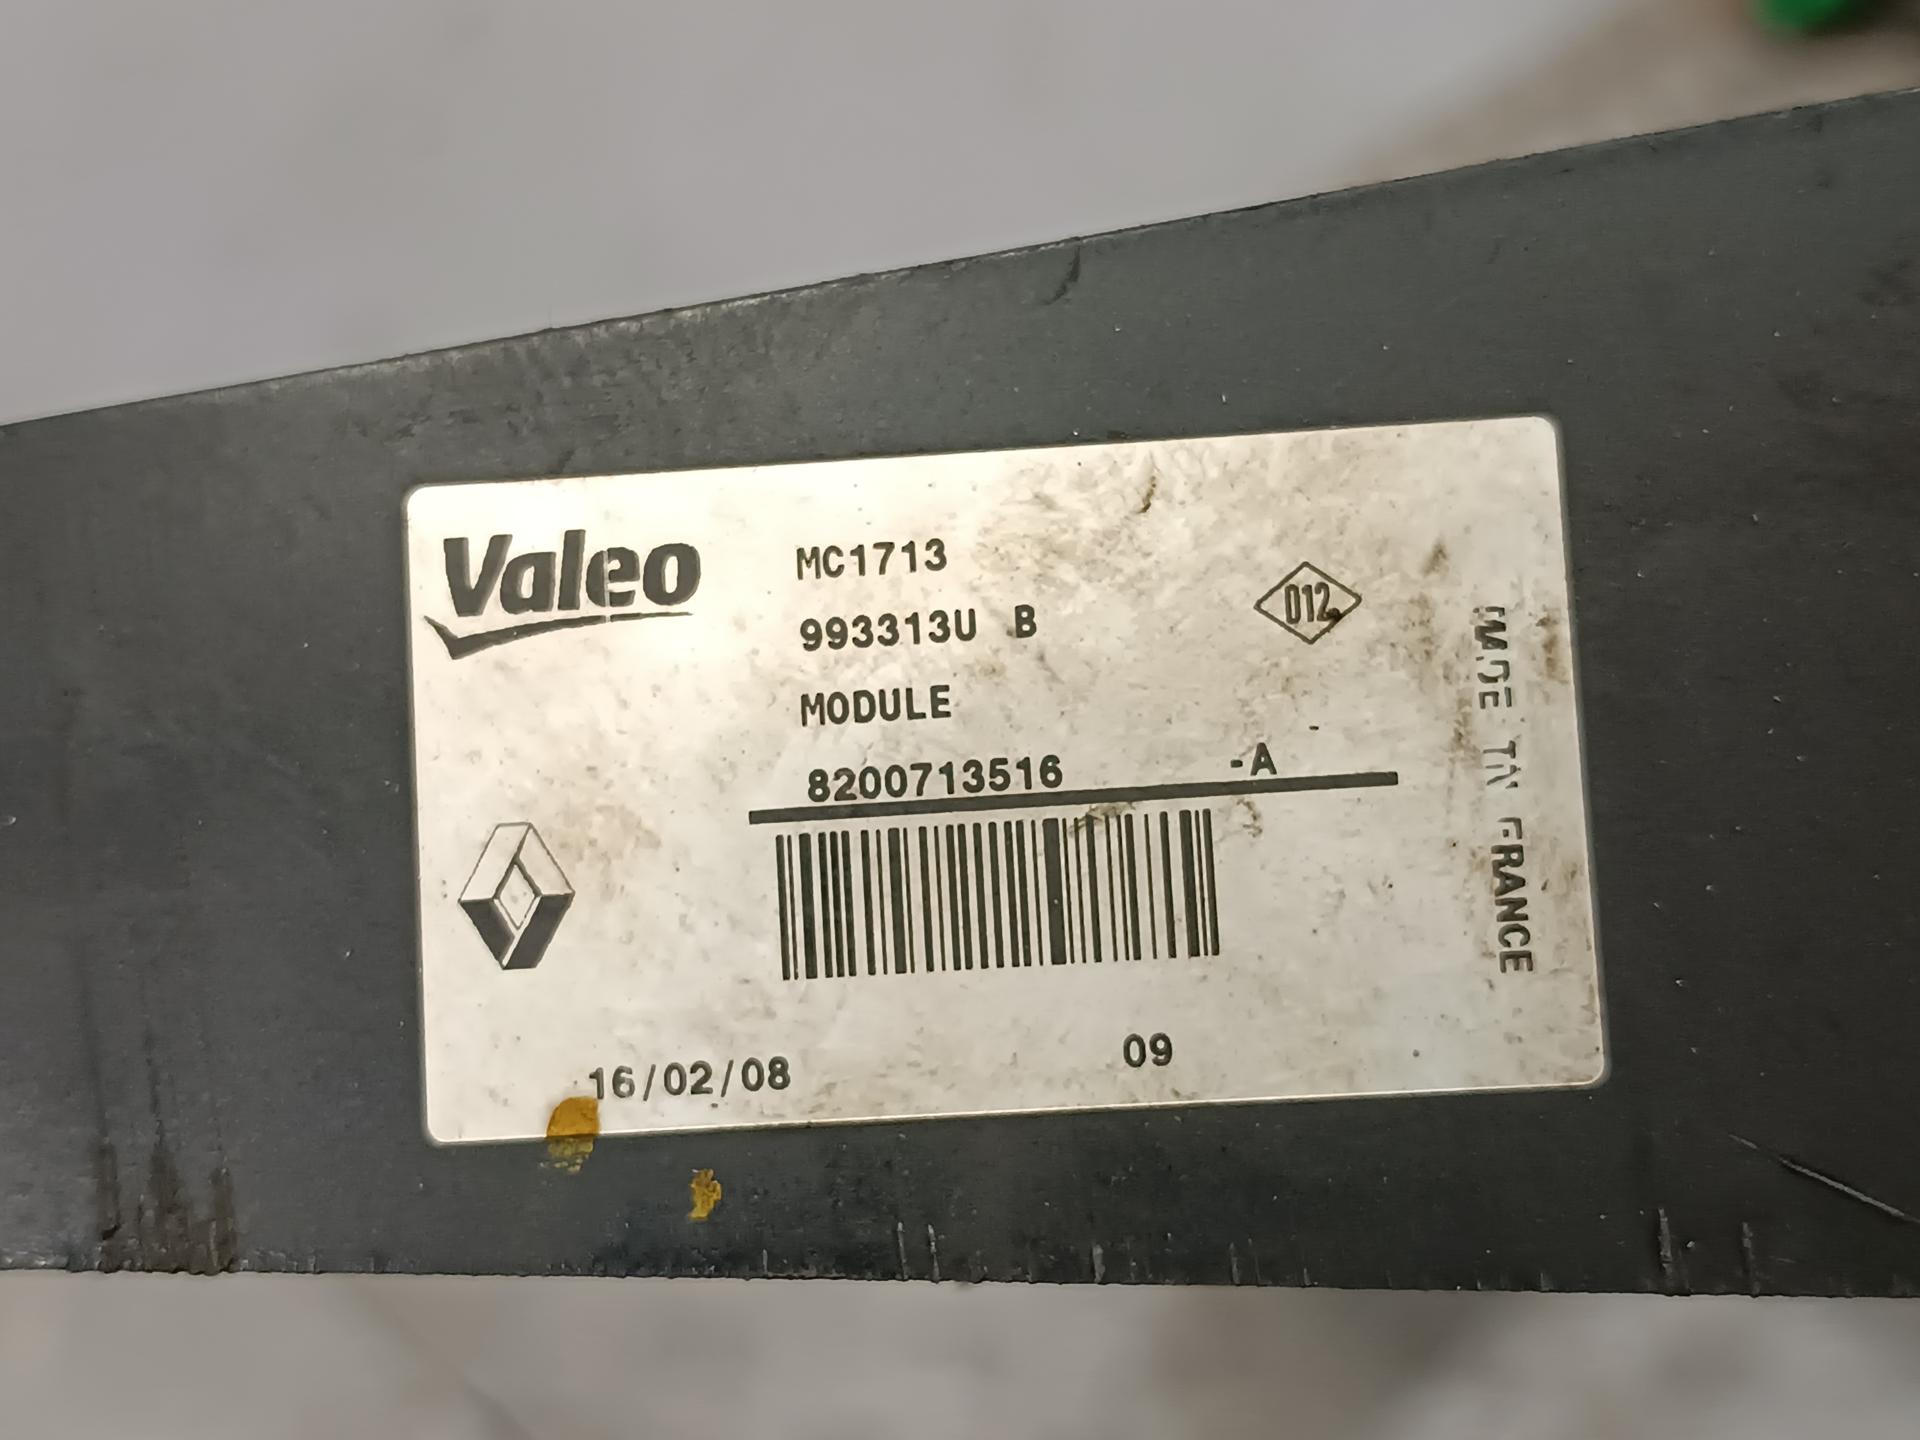 Valeo
MC1713
993313U B
012
MODULE
8200713516 -A
MADE IN FRANCE
16/02/08
09